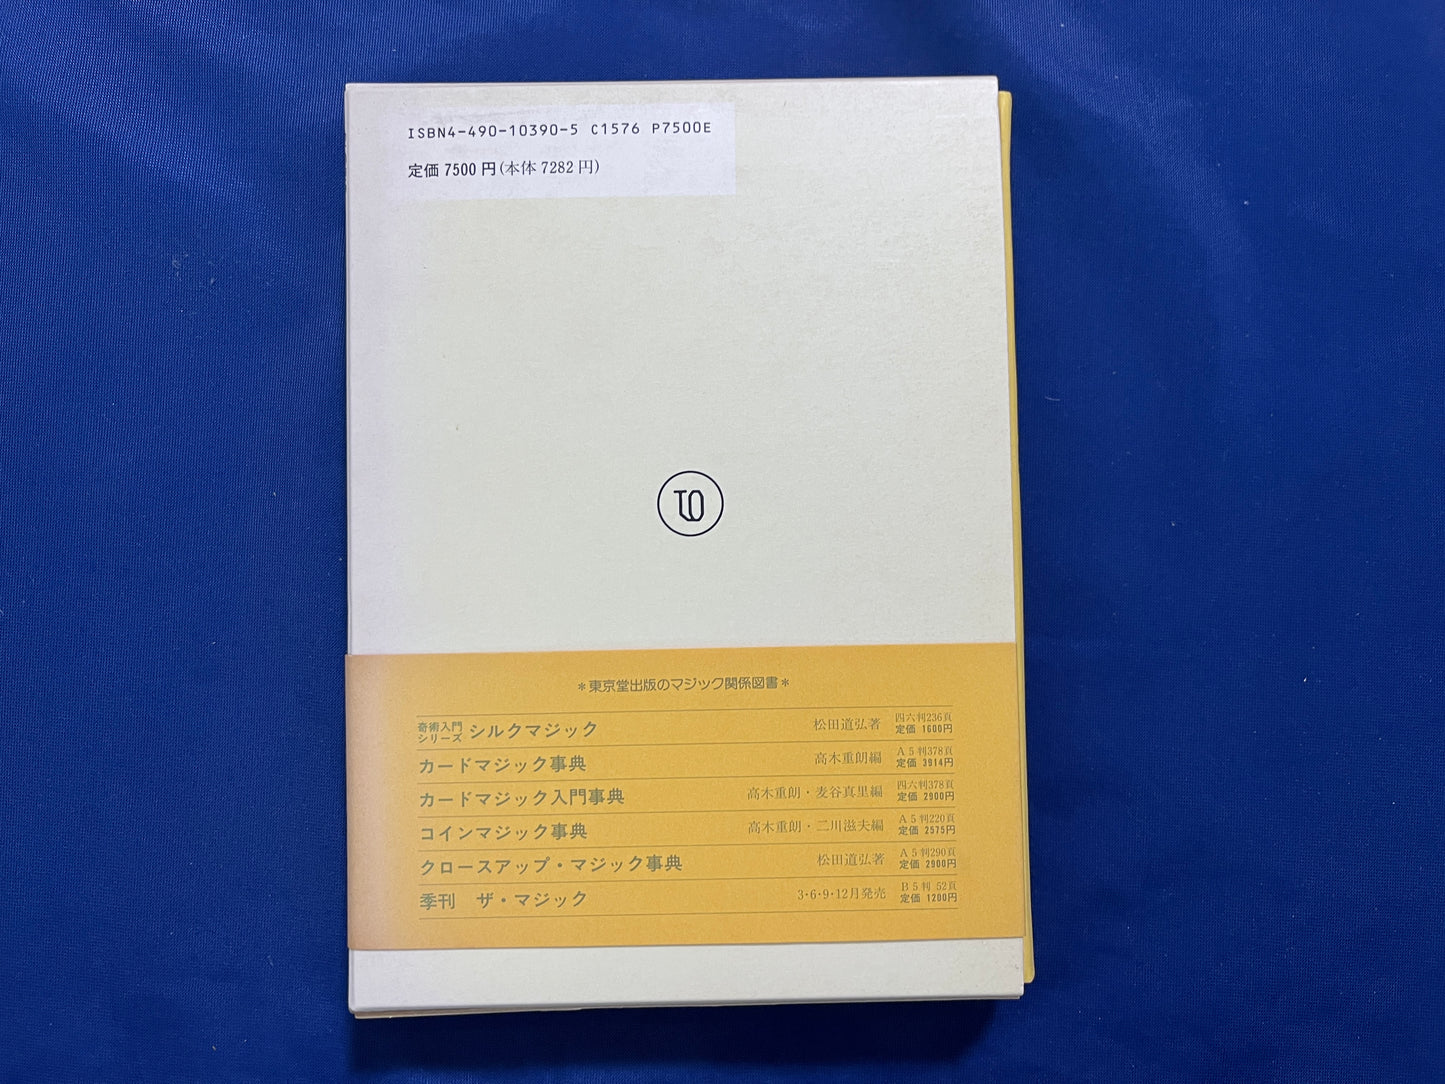 ISBN4-490-10390-5 C1576 P7500E
定価 7500 円(本体 7282 円)
TO
*東京堂出版のマジック関係図書*
奇術入門シリーズ シルクマジック 松田道弘著 四六判236頁 定価 1600円
カードマジック事典 高木重朗編 A5判378頁 定価 3914円
カードマジック入門事典 高木重朗・麦谷真里編 四六判378頁 定価 2900円
コインマジック事典 高木重朗・二川滋夫編 A5判220頁 定価 2575円
クロースアップ・マジック事典 松田道弘著 A5判290頁 定価 2900円
季刊 ザ・マジック 3・6・9・12月発売 B5判 52頁 定価 1200円